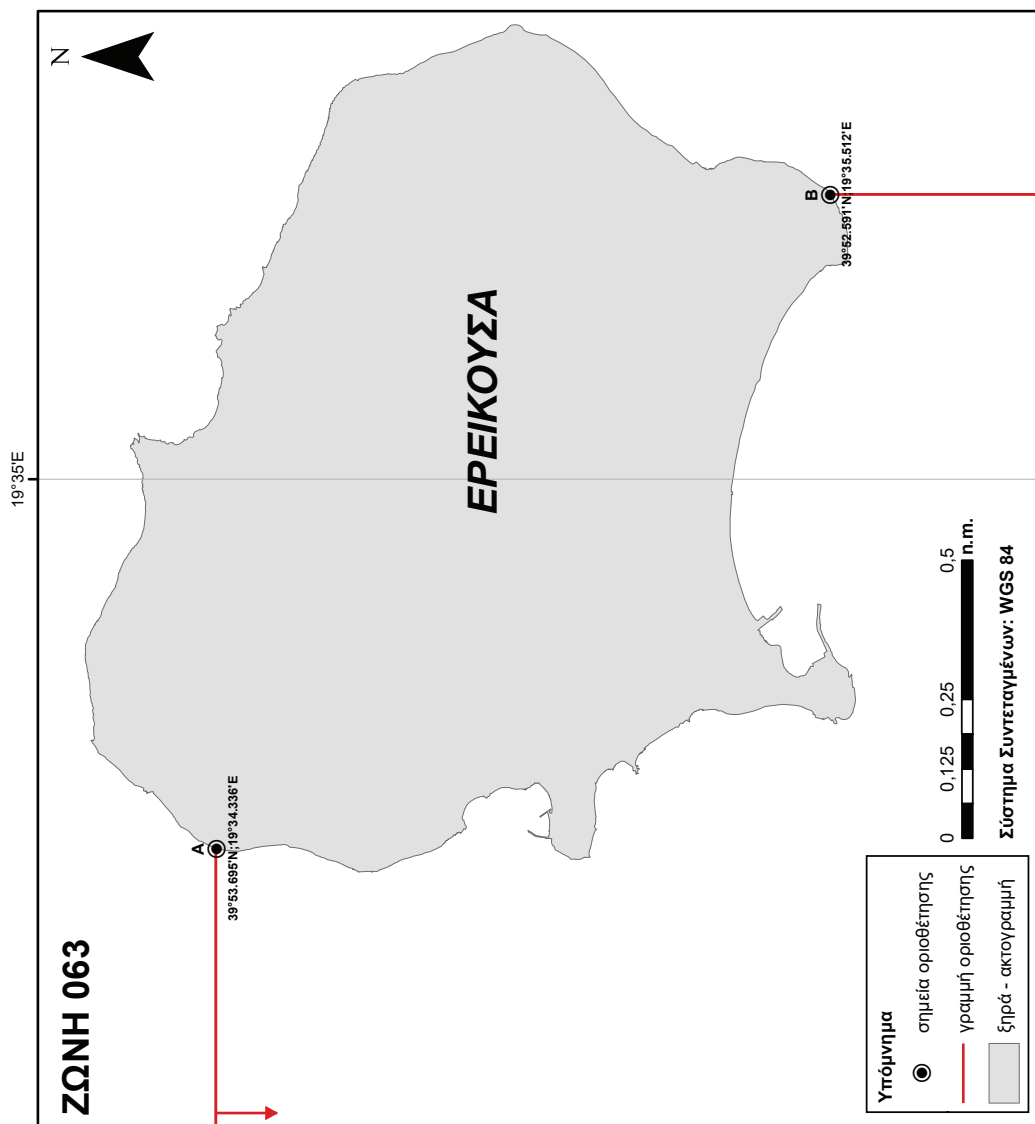 ΖΩΝΗ 063
19°35'E
N
A
39°53.695'N;19°34.336'E
ΕΡΕΙΚΟΥΣΑ
B
39°52.591'N;19°35.512'E
Υπόμνημα
σημεία οριοθέτησης
γραμμή οριοθέτησης
ξηρά - ακτογραμμή
0 0,125 0,25 0,5
n.m.
Σύστημα Συντεταγμένων: WGS 84